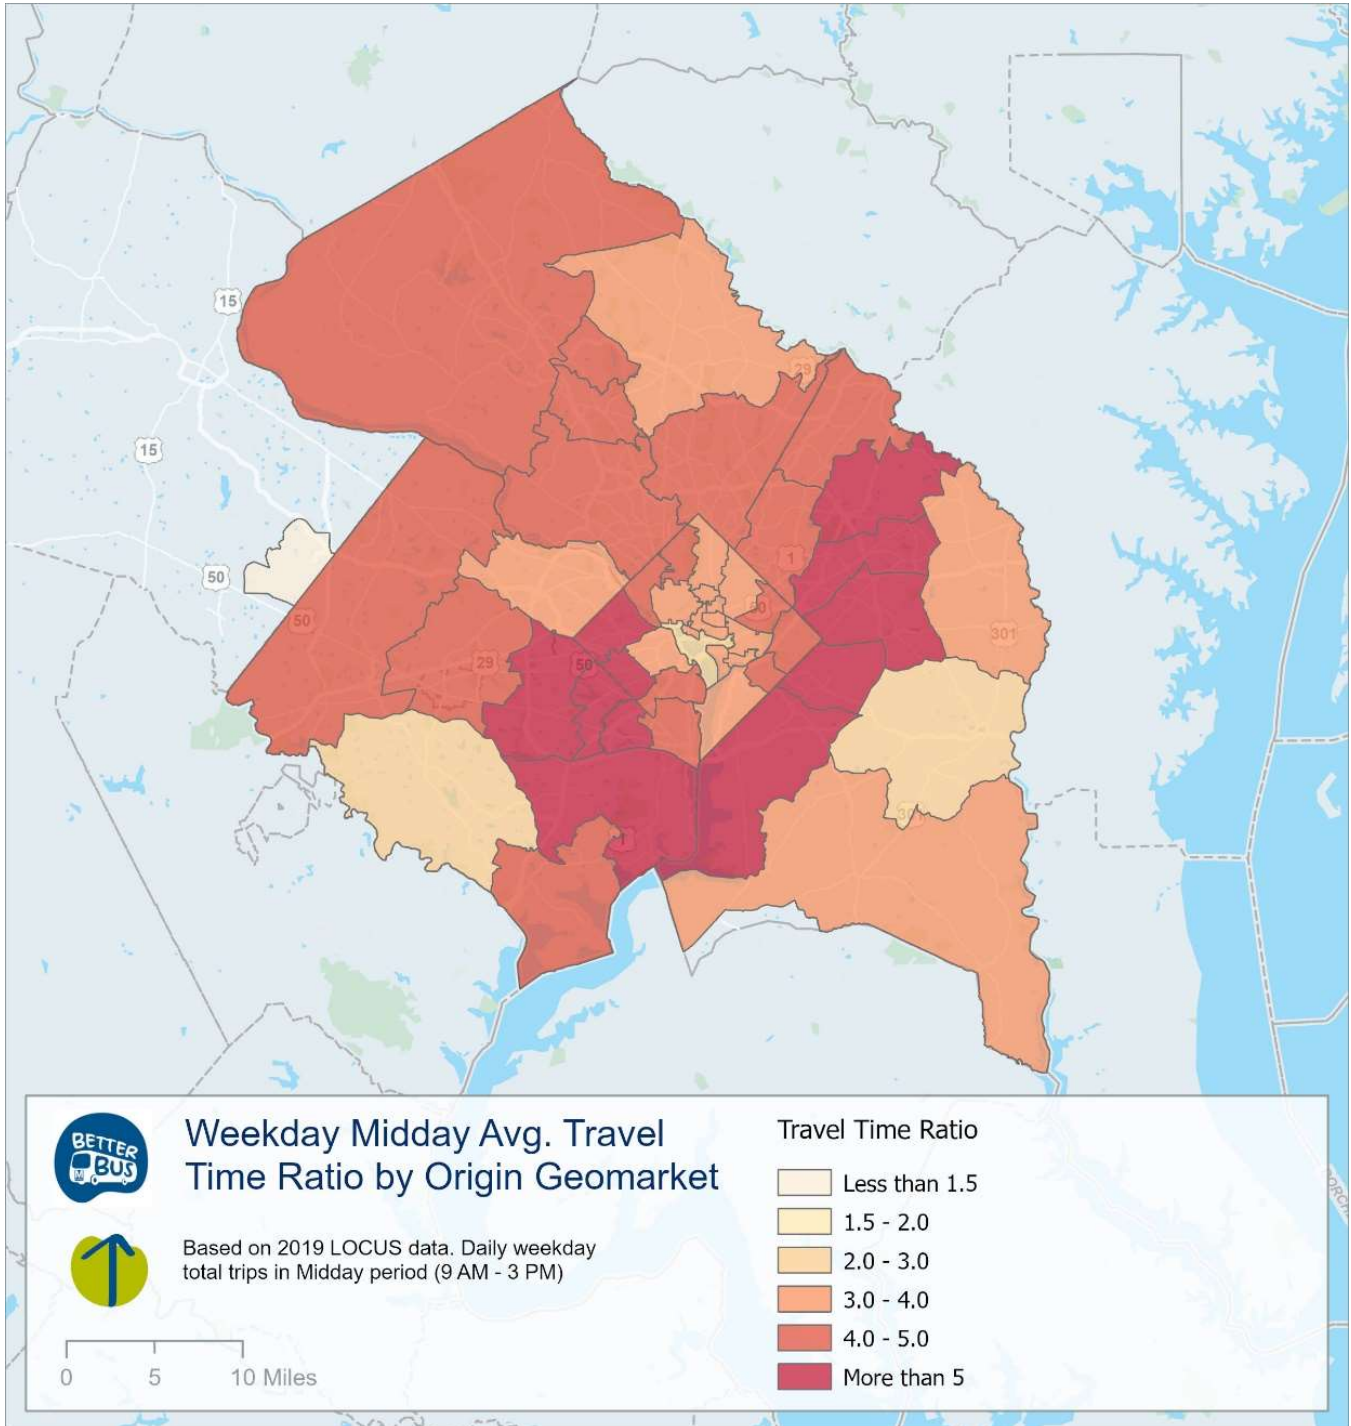 15
29
15
1
50
50
50
301
29
50
301
1
BETTER
BUS
Weekday Midday Avg. Travel
Time Ratio by Origin Geomarket
Based on 2019 LOCUS data. Daily weekday
total trips in Midday period (9 AM - 3 PM)
0 5 10 Miles
Travel Time Ratio
Less than 1.5
1.5 - 2.0
2.0 - 3.0
3.0 - 4.0
4.0 - 5.0
More than 5